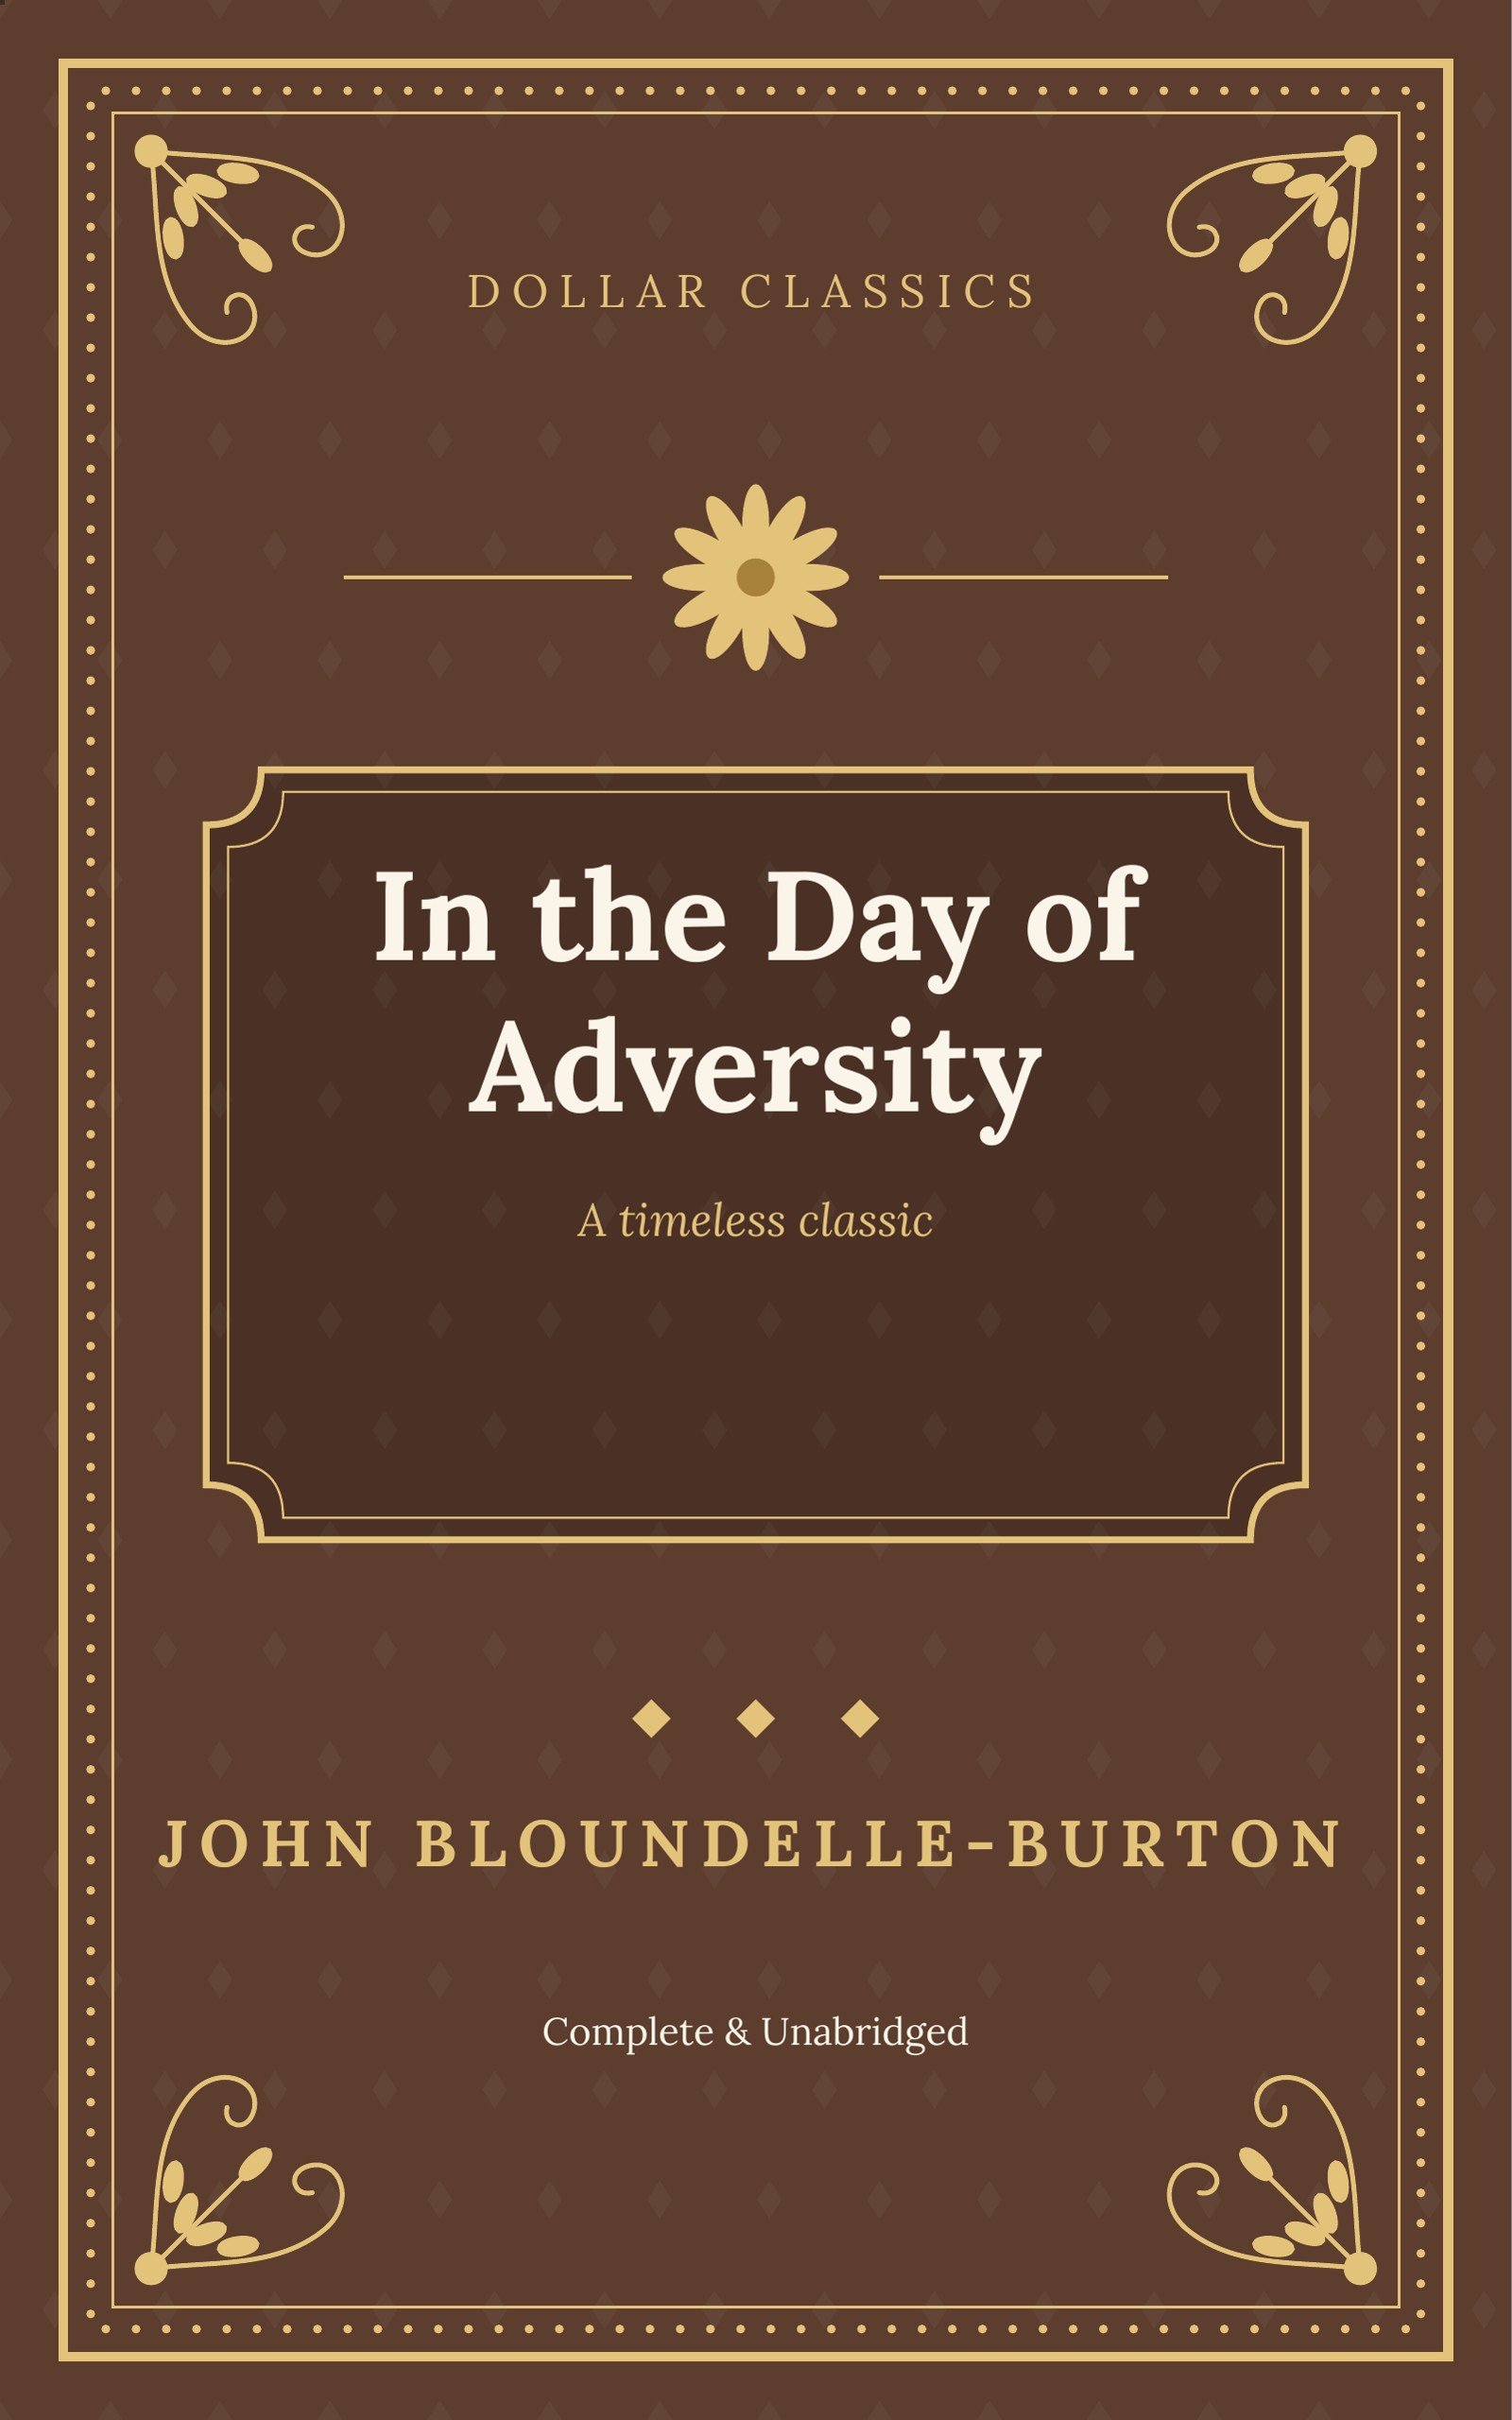 DOLLAR CLASSICS
In the Day of
Adversity
A timeless classic
JOHN BLOUNDELLE-BURTON
Complete & Unabridged